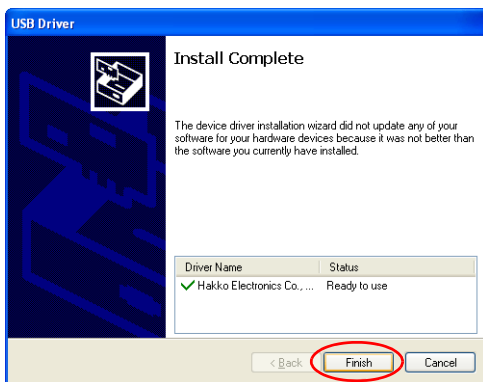 USB Driver
Install Complete
The device driver installation wizard did not update any of your
software for your hardware devices because it was not better than
the software you currently have installed.
Driver Name Status
Hakko Electronics Co., ... Ready to use
< Back Finish Cancel